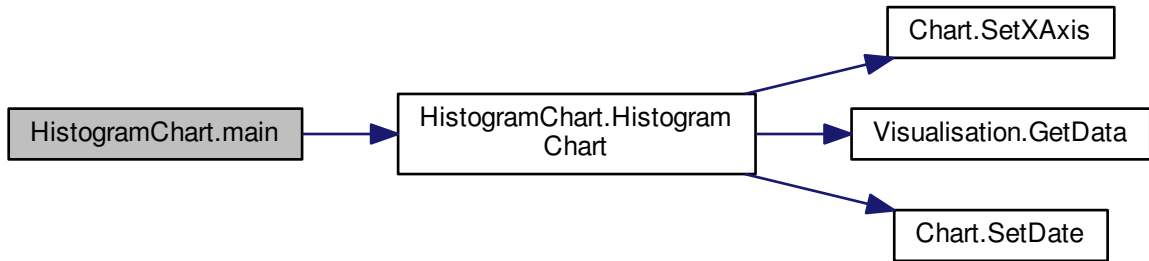 HistogramChart.main
HistogramChart.Histogram
Chart
Chart.SetXAxis
Visualisation.GetData
Chart.SetDate